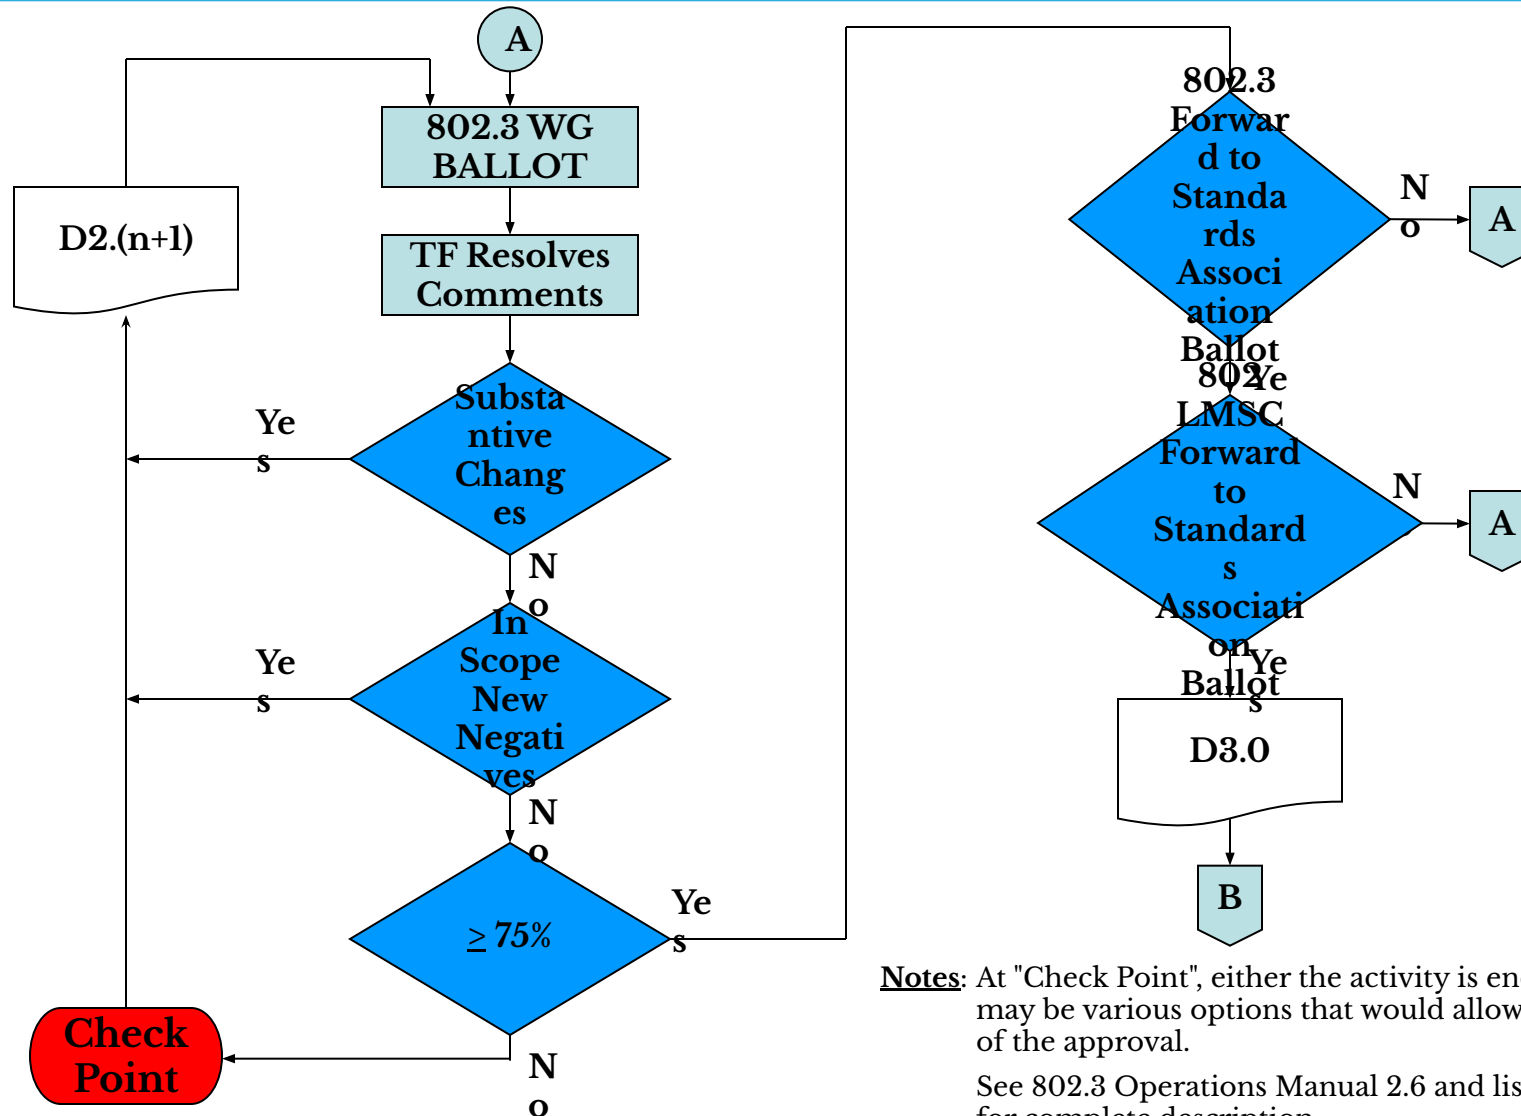 A
802.3 WG
BALLOT
D2.(n+1)
TF Resolves
Comments
Substa
ntive
Chang
es
Ye
s
N
o
In
Scope
New
Negati
ves
Ye
s
N
o
≥ 75%
Ye
s
N
o
Check
Point
802.3
Forwar
d to
Standa
rds
Associ
ation
Ballot
N
o
A
Ye
802
LMSC
Forward
to
Standard
s
Associati
on
Ballot
N
A
Ye
s
D3.0
B
Notes: At "Check Point", either the activity is en
may be various options that would allow
of the approval.
See 802.3 Operations Manual 2.6 and lis
for complete description